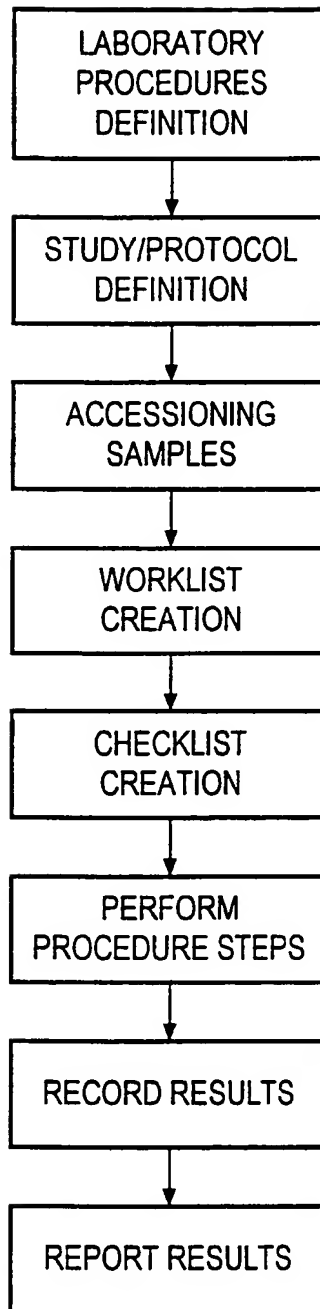 LABORATORY
PROCEDURES
DEFINITION
STUDY/PROTOCOL
DEFINITION
ACCESSIONING
SAMPLES
WORKLIST
CREATION
CHECKLIST
CREATION
PERFORM
PROCEDURE STEPS
RECORD RESULTS
REPORT RESULTS